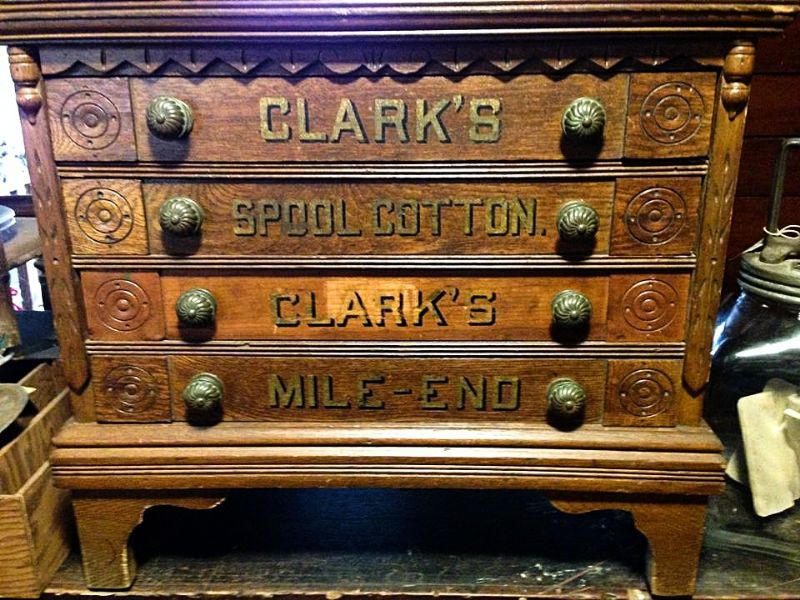 CLARK'S
SPOOL COTTON.
CLARK'S
MILE-END